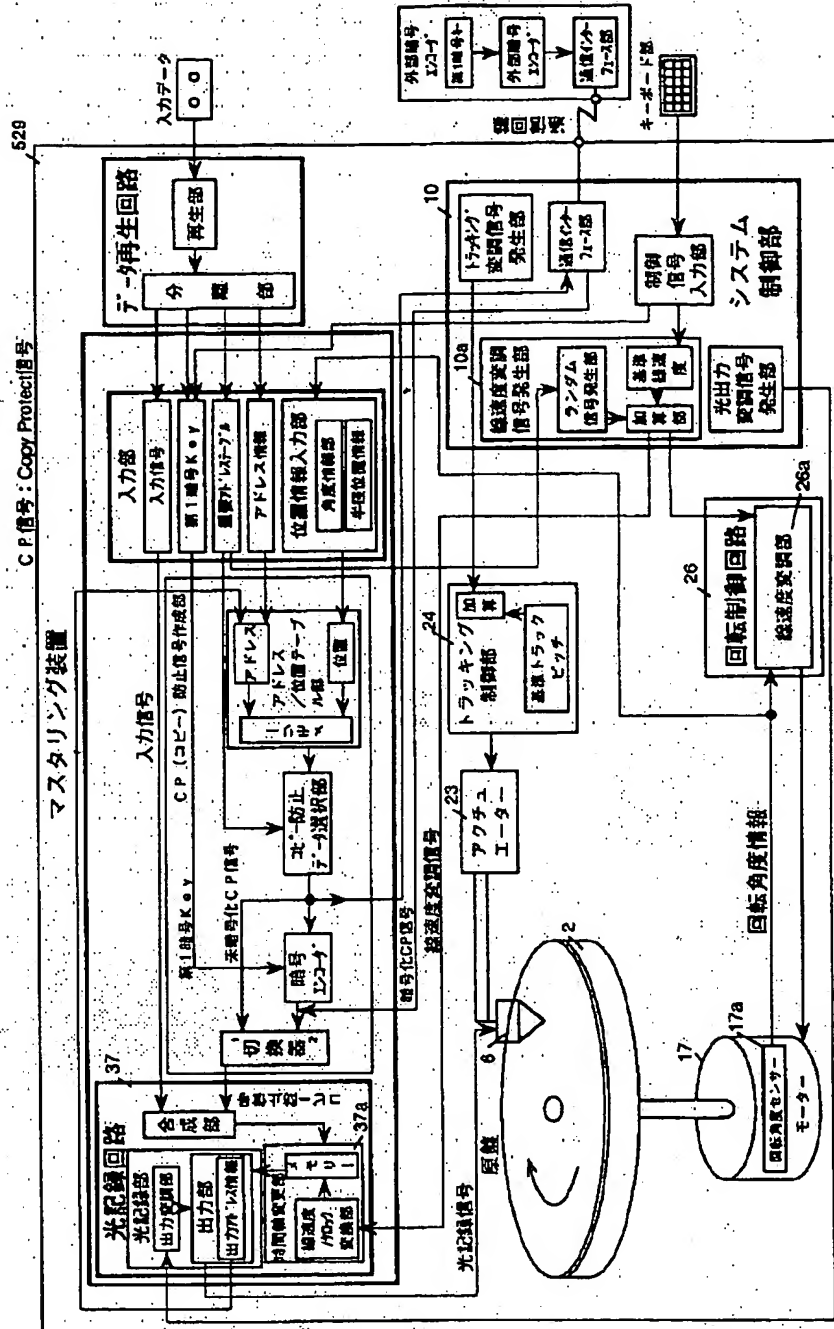 CP信号:Copy Protect信号
529
マスタリング装置
入力データ
データ再生回路
再生部
分離部
外部暗号
エンコーダ
第1暗号キー
外部暗号
エンコーダ
通信インター
フェース部
通信回線
キーボード部
10
トラッキング
変調信号
発生部
通信インター
フェース部
制御
信号
入力部
システム
制御部
10a
線速度変調
信号発生部
ランダム
信号発生部
基準
線速
度
加算部
光出力
変調信号
発生部
入力部
入力信号
第1暗号Key
重要アドレステーブル
アドレス情報
位置情報入力部
角度情報部
半径位置情報
CP(コピー)防止信号作成部
入力信号
第1暗号Key
未暗号化CP信号
アドレス
アドレス
/位置テーブ
ル部
位置
コピー防止
データ選択部
暗号
エンコーダ
暗号化CP信号
1
切換器
2
37
光記録回路
合成部
37a
光記録部
出力変調部
出力部
出力アドレス情報
時間軸変更部
メモリー
線速度
/クロック
変換部
線速度変調信号
24
トラッキング
制御部
加算
基準トラック
ピッチ
23
アクチュ
エーター
26
回転制御回路
26a
線速度変調部
光記録信号
原盤
6
2
回転角度情報
17
17a
回転角度センサー
モーター